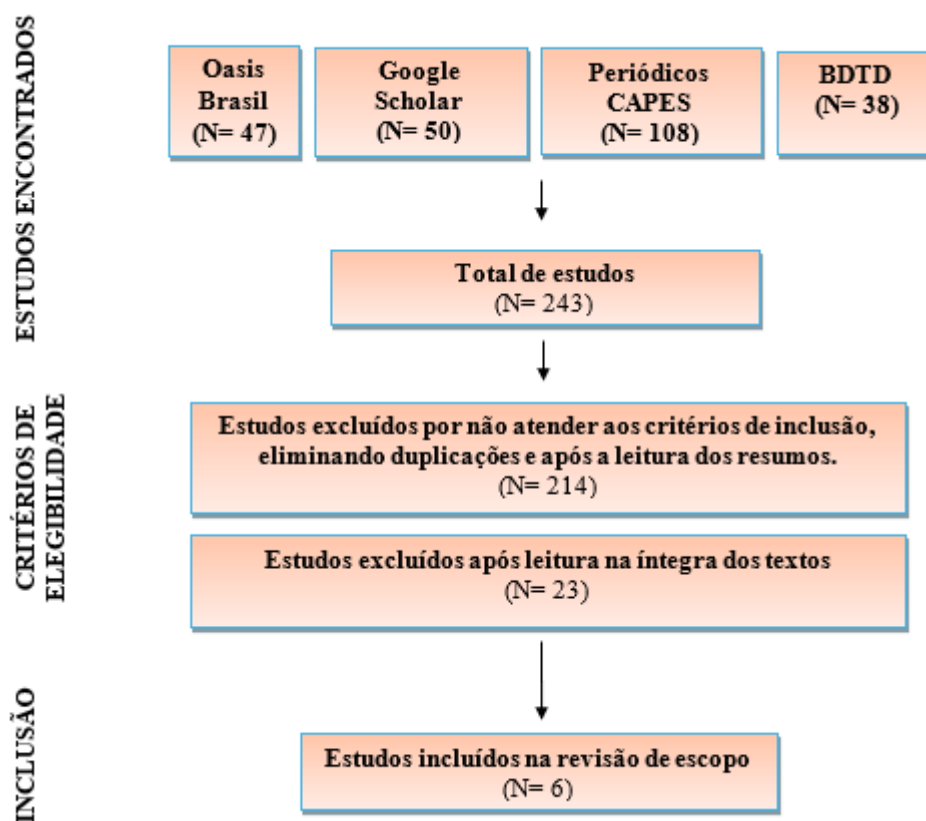 ESTUDOS ENCONTRADOS
Oasis
Brasil
(N= 47)
Google
Scholar
(N= 50)
Periódicos
CAPES
(N= 108)
BDTD
(N= 38)
Total de estudos
(N= 243)
CRITÉRIOS DE
ELEGIBILIDADE
Estudos excluídos por não atender aos critérios de inclusão,
eliminando duplicações e após a leitura dos resumos.
(N= 214)
Estudos excluídos após leitura na íntegra dos textos
(N= 23)
INCLUSÃO
Estudos incluídos na revisão de escopo
(N= 6)